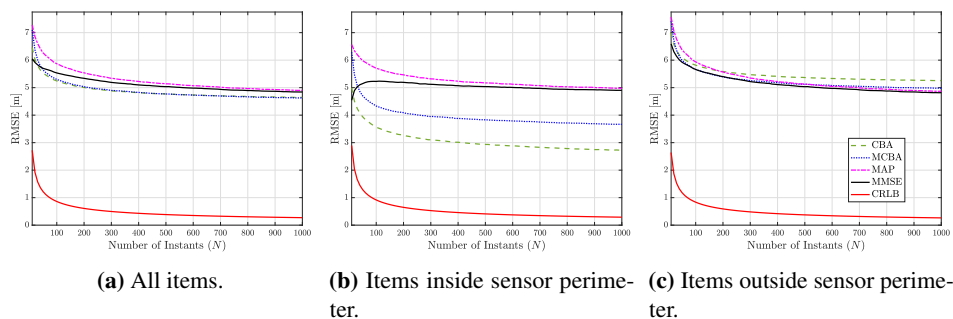 7
6
5
4
3
2
1
0
RMSE [m]
100 200 300 400 500 600 700 800 900 1000
Number of Instants (N)
(a) All items.
7
6
5
4
3
2
1
0
RMSE [m]
100 200 300 400 500 600 700 800 900 1000
Number of Instants (N)
(b) Items inside sensor perime-
ter.
7
6
5
4
3
2
1
0
RMSE [m]
CBA
MCBA
MAP
MMSE
CRLB
100 200 300 400 500 600 700 800 900 1000
Number of Instants (N)
(c) Items outside sensor perime-
ter.